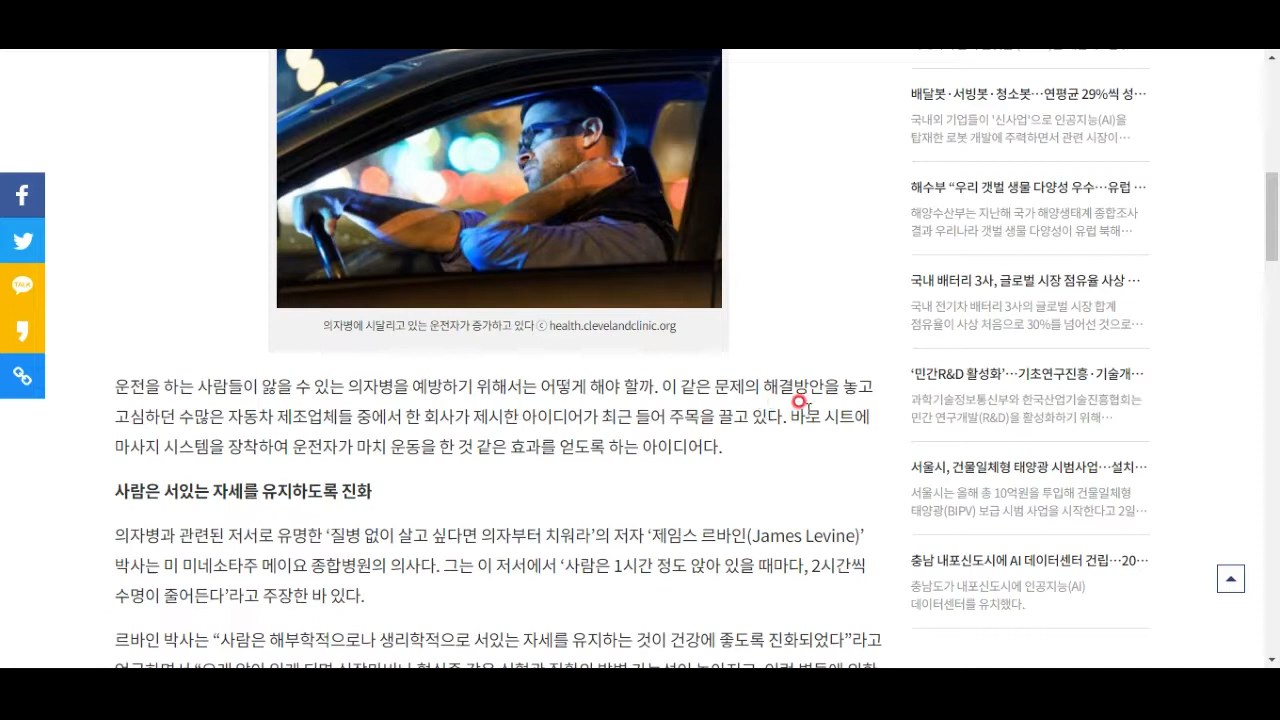 의자병에 시달리고 있는 운전자가 증가하고 있다 ⓒ health.clevelandclinic.org
운전을 하는 사람들이 앓을 수 있는 의자병을 예방하기 위해서는 어떻게 해야 할까. 이 같은 문제의 해결방안을 놓고
고심하던 수많은 자동차 제조업체들 중에서 한 회사가 제시한 아이디어가 최근 들어 주목을 끌고 있다. 바로 시트에
마사지 시스템을 장착하여 운전자가 마치 운동을 한 것 같은 효과를 얻도록 하는 아이디어다.
사람은 서있는 자세를 유지하도록 진화
의자병과 관련된 저서로 유명한 ‘질병 없이 살고 싶다면 의자부터 치워라’의 저자 ‘제임스 르바인(James Levine)’
박사는 미 미네소타주 메이요 종합병원의 의사다. 그는 이 저서에서 ‘사람은 1시간 정도 앉아 있을 때마다, 2시간씩
수명이 줄어든다’라고 주장한 바 있다.
르바인 박사는 “사람은 해부학적으로나 생리학적으로 서있는 자세를 유지하는 것이 건강에 좋도록 진화되었다”라고
배달봇·서빙봇·청소봇…연평균 29%씩 성…
국내외 기업들이 '신사업'으로 인공지능(AI)을
탑재한 로봇 개발에 주력하면서 관련 시장이…
해수부 “우리 갯벌 생물 다양성 우수…유럽 …
해양수산부는 지난해 국가 해양생태계 종합조사
결과 우리나라 갯벌 생물 다양성이 유럽 북해…
국내 배터리 3사, 글로벌 시장 점유율 사상 …
국내 전기차 배터리 3사의 글로벌 시장 합계
점유율이 사상 처음으로 30%를 넘어선 것으로…
‘민간R&D 활성화’…기초연구진흥·기술개…
과학기술정보통신부와 한국산업기술진흥협회는
민간 연구개발(R&D)을 활성화하기 위해…
서울시, 건물일체형 태양광 시범사업…설치…
서울시는 올해 총 10억원을 투입해 건물일체형
태양광(BIPV) 보급 시범 사업을 시작한다고 2일…
충남 내포신도시에 AI 데이터센터 건립…20…
충남도가 내포신도시에 인공지능(AI)
데이터센터를 유치했다.
TALK